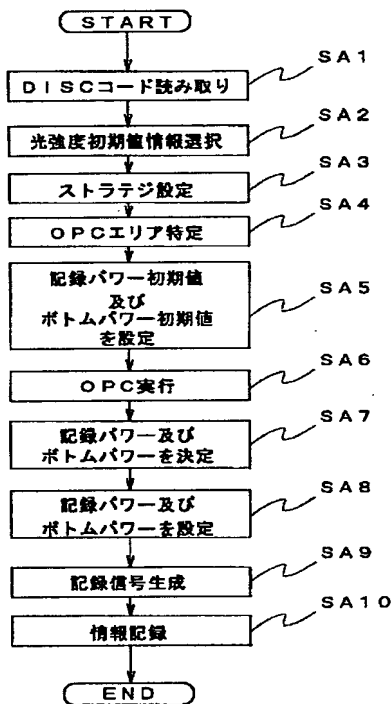 START
SA1
DISCコード読み取り
SA2
光強度初期値情報選択
SA3
ストラテジ設定
SA4
OPCエリア特定
記録パワー初期値
及び
ボトムパワー初期値
を設定
SA5
SA6
OPC実行
SA7
記録パワー及び
ボトムパワーを決定
SA8
記録パワー及び
ボトムパワーを設定
SA9
記録信号生成
SA10
情報記録
END